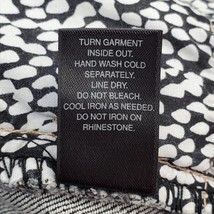 TURN GARMENT
INSIDE OUT.
HAND WASH COLD
SEPARATELY.
LINE DRY.
DO NOT BLEACH.
COOL IRON AS NEEDED.
DO NOT IRON ON
RHINESTONE.